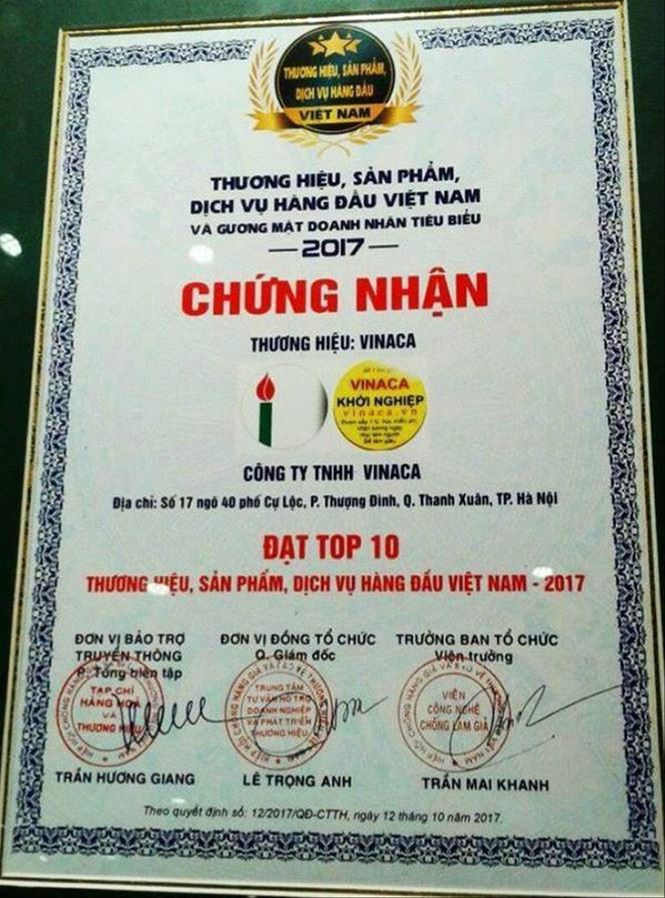 THƯƠNG HIỆU, SẢN PHẨM,
DỊCH VỤ HÀNG ĐẦU
VIỆT NAM
THƯƠNG HIỆU, SẢN PHẨM,
DỊCH VỤ HÀNG ĐẦU VIỆT NAM
VÀ GƯƠNG MẶT DOANH NHÂN TIÊU BIỂU
—2017—
CHỨNG NHẬN
THƯƠNG HIỆU: VINACA
VINACA
KHỞI NGHIỆP
vinaca.vn
CÔNG TY TNHH VINACA
Địa chỉ: Số 17 ngõ 40 phố Cự Lộc, P. Thượng Đình, Q. Thanh Xuân, TP. Hà Nội
ĐẠT TOP 10
THƯƠNG HIỆU, SẢN PHẨM, DỊCH VỤ HÀNG ĐẦU VIỆT NAM - 2017
ĐƠN VỊ BẢO TRỢ
TRUYỀN THÔNG
P. Tổng biên tập
TẠP CHÍ
HÀNG HOÁ
VÀ
THƯƠNG HIỆU
TRẦN HƯƠNG GIANG
ĐƠN VỊ ĐỒNG TỔ CHỨC
Q. Giám đốc
TRUNG TÂM
TƯ VẤN HỖ TRỢ
DOANH NGHIỆP
VÀ PHÁT TRIỂN
THƯƠNG HIỆU
LÊ TRỌNG ANH
TRƯỞNG BAN TỔ CHỨC
Viện trưởng
VIỆN
CÔNG NGHỆ
CHỐNG LÀM GIẢ
TRẦN MAI KHANH
Theo quyết định số: 12/2017/QĐ-CTTH, ngày 12 tháng 10 năm 2017.